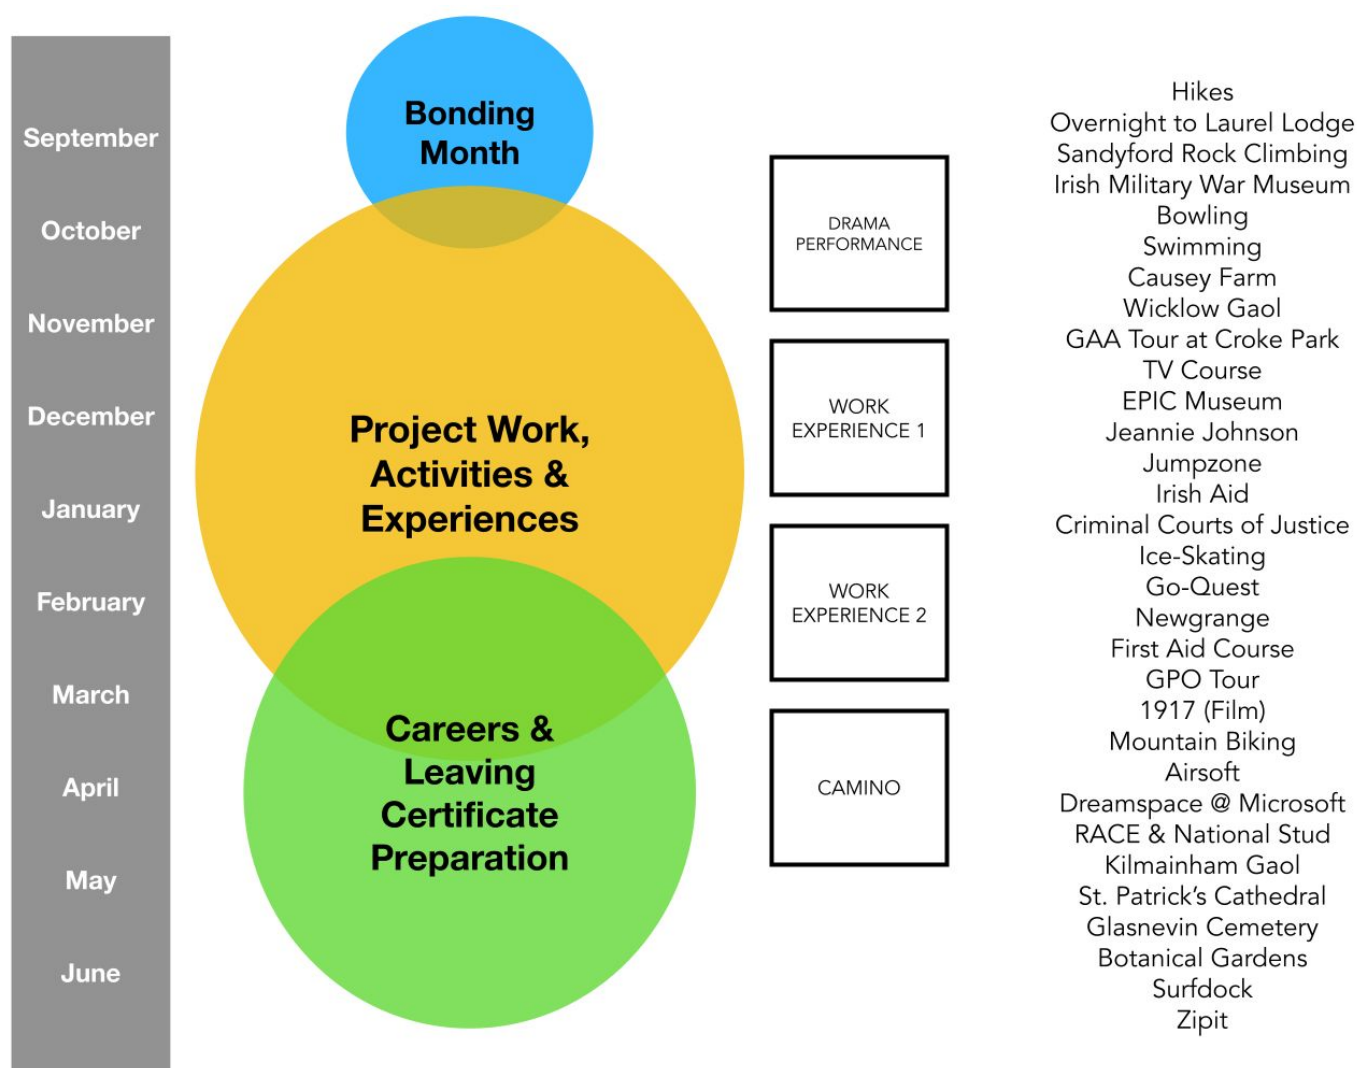 September
October
November
December
January
February
March
April
May
June
Bonding
Month
Project Work,
Activities &
Experiences
Careers &
Leaving
Certificate
Preparation
DRAMA
PERFORMANCE
WORK
EXPERIENCE 1
WORK
EXPERIENCE 2
CAMINO
Hikes
Overnight to Laurel Lodge
Sandyford Rock Climbing
Irish Military War Museum
Bowling
Swimming
Causey Farm
Wicklow Gaol
GAA Tour at Croke Park
TV Course
EPIC Museum
Jeannie Johnson
Jumpzone
Irish Aid
Criminal Courts of Justice
Ice-Skating
Go-Quest
Newgrange
First Aid Course
GPO Tour
1917 (Film)
Mountain Biking
Airsoft
Dreamspace @ Microsoft
RACE & National Stud
Kilmainham Gaol
St. Patrick’s Cathedral
Glasnevin Cemetery
Botanical Gardens
Surfdock
Zipit